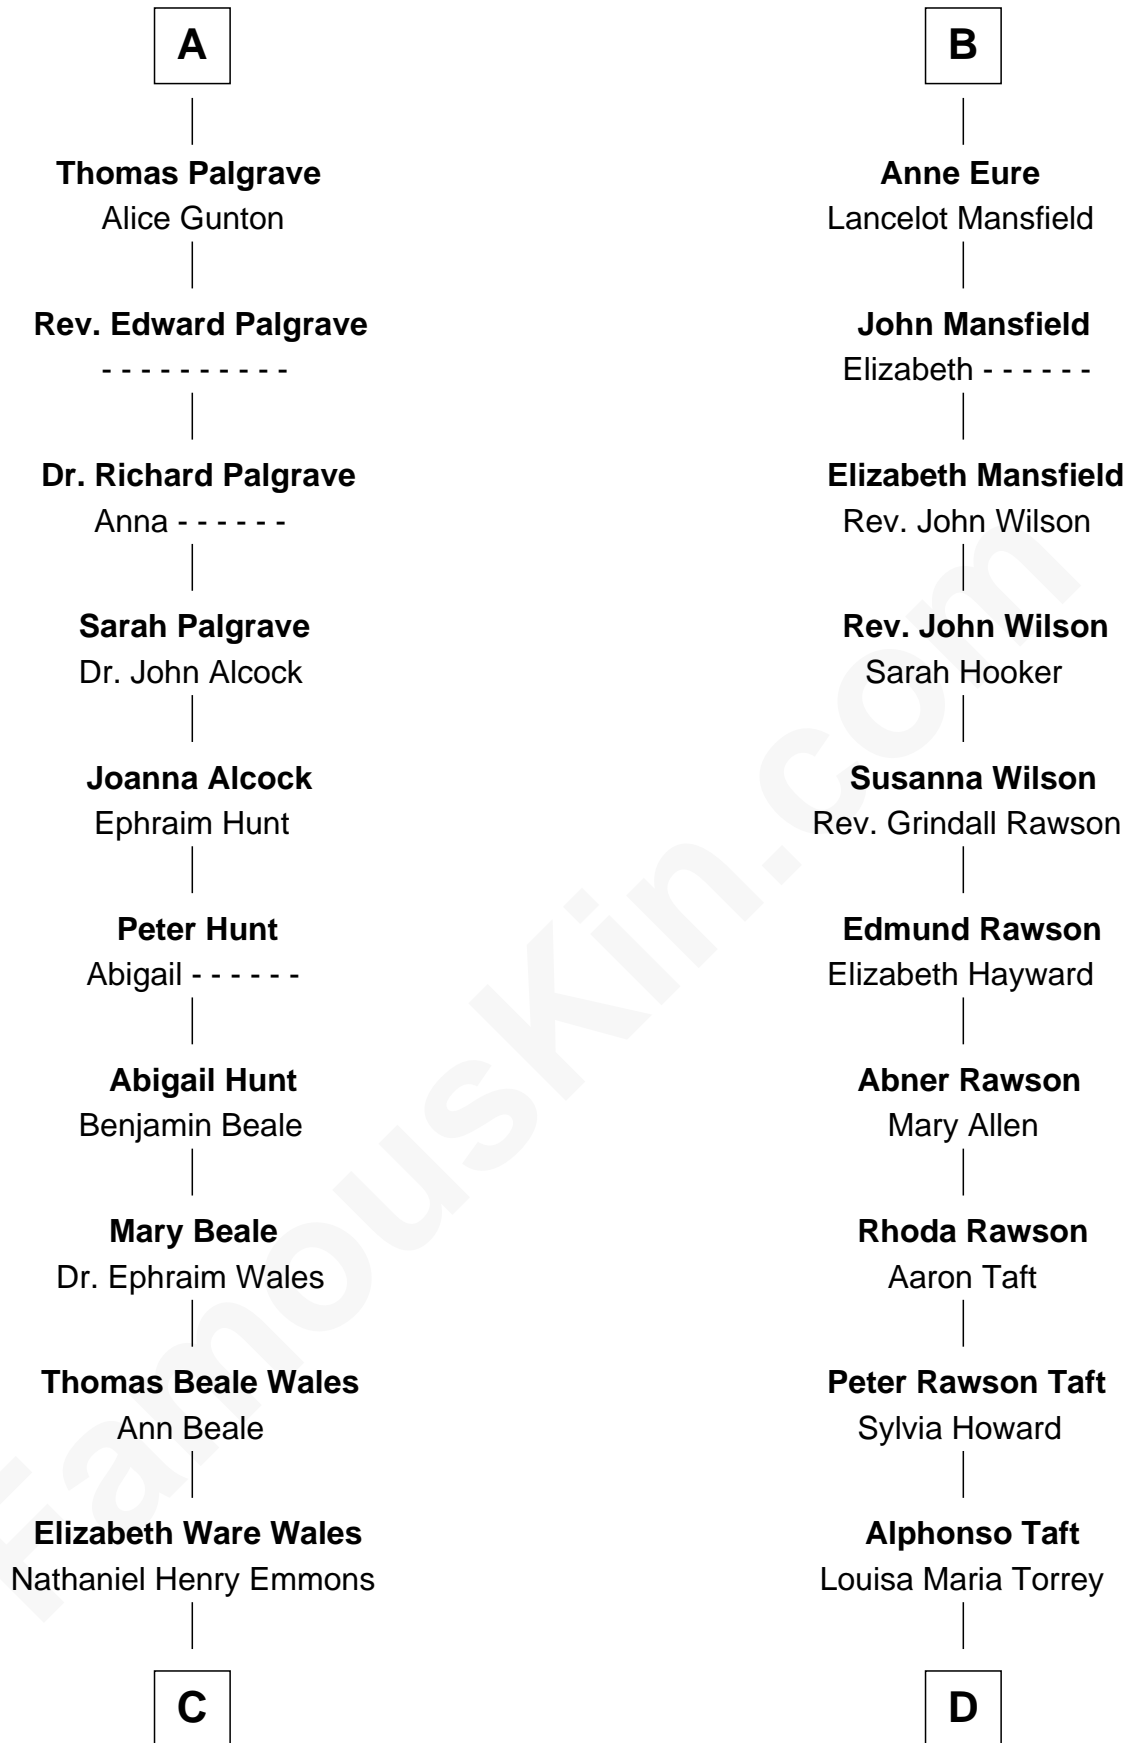 A
Thomas Palgrave
Alice Gunton
Rev. Edward Palgrave
- - - - - - - - - -
Dr. Richard Palgrave
Anna - - - - - -
Sarah Palgrave
Dr. John Alcock
Joanna Alcock
Ephraim Hunt
Peter Hunt
Abigail - - - - - -
Abigail Hunt
Benjamin Beale
Mary Beale
Dr. Ephraim Wales
Thomas Beale Wales
Ann Beale
Elizabeth Ware Wales
Nathaniel Henry Emmons
C
B
Anne Eure
Lancelot Mansfield
John Mansfield
Elizabeth - - - - - -
Elizabeth Mansfield
Rev. John Wilson
Rev. John Wilson
Sarah Hooker
Susanna Wilson
Rev. Grindall Rawson
Edmund Rawson
Elizabeth Hayward
Abner Rawson
Mary Allen
Rhoda Rawson
Aaron Taft
Peter Rawson Taft
Sylvia Howard
Alphonso Taft
Louisa Maria Torrey
D
FamousKin.com